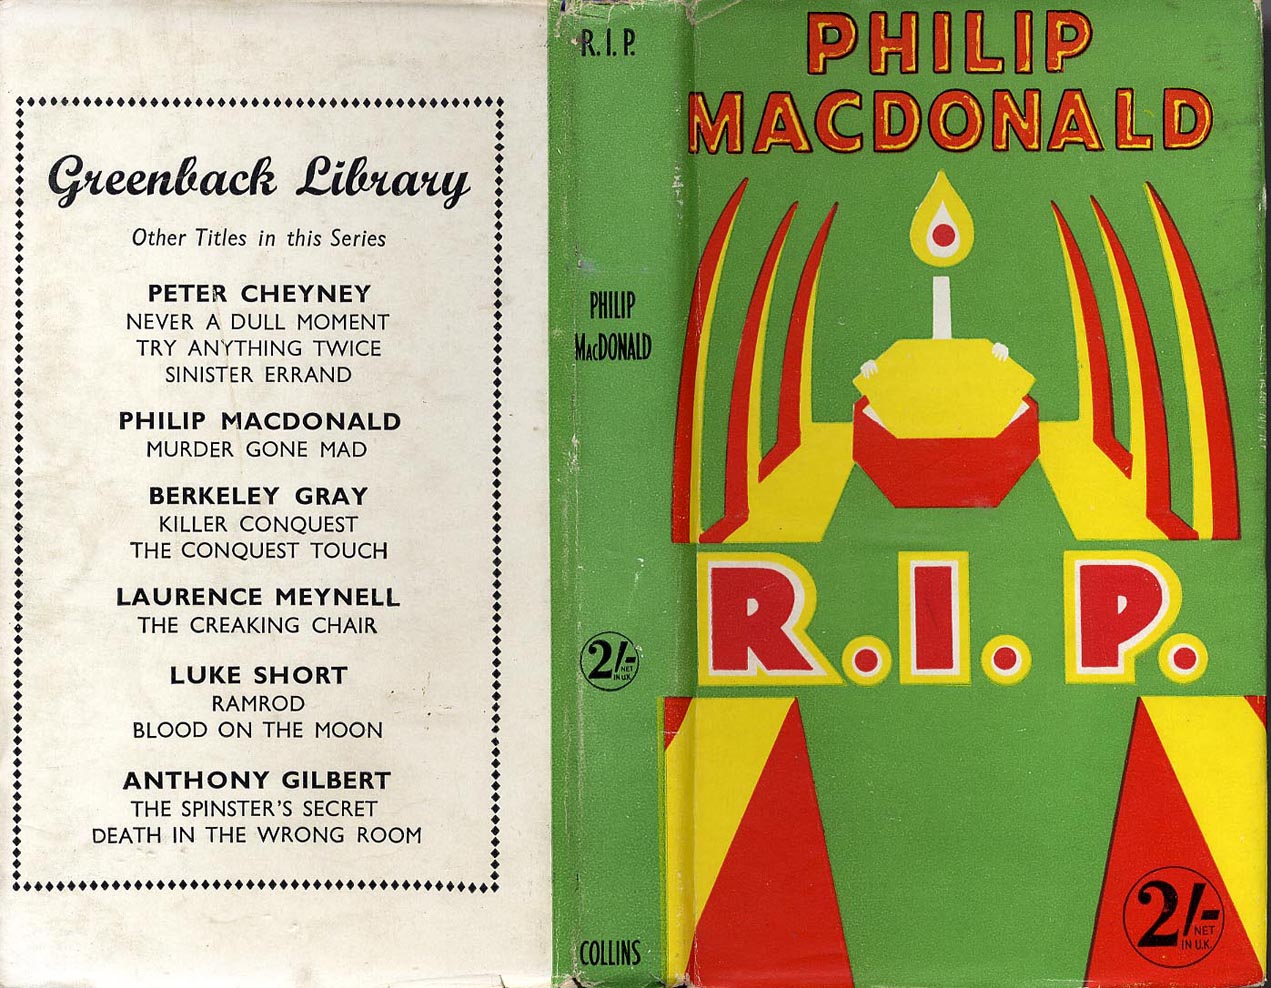 Greenback Library
Other Titles in this Series
PETER CHEYNEY
NEVER A DULL MOMENT
TRY ANYTHING TWICE
SINISTER ERRAND
PHILIP MACDONALD
MURDER GONE MAD
BERKELEY GRAY
KILLER CONQUEST
THE CONQUEST TOUCH
LAURENCE MEYNELL
THE CREAKING CHAIR
LUKE SHORT
RAMROD
BLOOD ON THE MOON
ANTHONY GILBERT
THE SPINSTER'S SECRET
DEATH IN THE WRONG ROOM
R.I.P.
PHILIP
MACDONALD
2/-
NET
IN U.K.
COLLINS
PHILIP
MACDONALD
R.I.P.
2/-
NET
IN U.K.